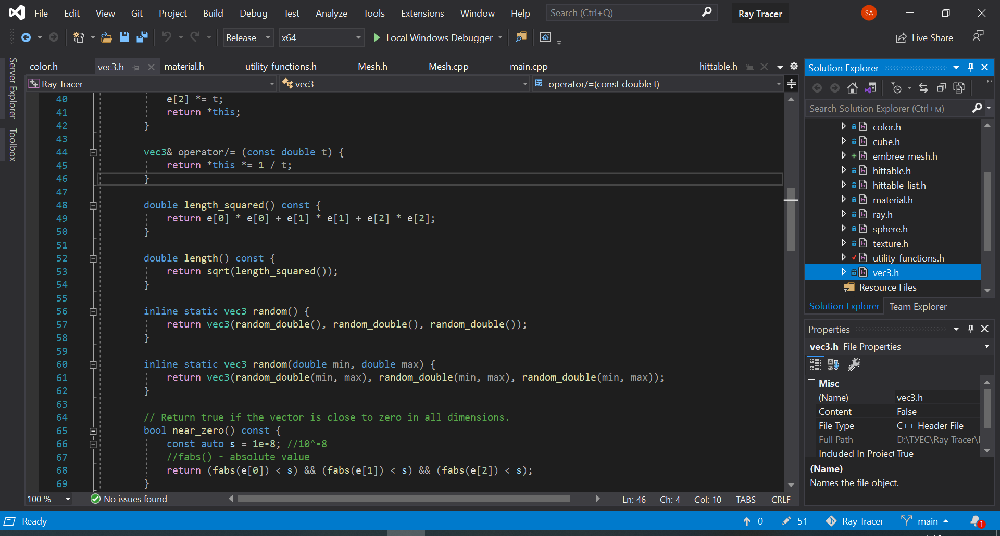 File Edit View Git Project Build Debug Test Analyze Tools Extensions Window Help Search (Ctrl+Q) Ray Tracer SA
Release x64 Local Windows Debugger Live Share
Server Explorer
Toolbox
color.h vec3.h material.h utility_functions.h Mesh.h Mesh.cpp main.cpp hittable.h
Ray Tracer vec3 operator/=(const double t)
40 e[2] *= t;
41 return *this;
42 }
43
44 vec3& operator/= (const double t) {
45 return *this *= 1 / t;
46 }
47
48 double length_squared() const {
49 return e[0] * e[0] + e[1] * e[1] + e[2] * e[2];
50 }
51
52 double length() const {
53 return sqrt(length_squared());
54 }
55
56 inline static vec3 random() {
57 return vec3(random_double(), random_double(), random_double());
58 }
59
60 inline static vec3 random(double min, double max) {
61 return vec3(random_double(min, max), random_double(min, max), random_double(min, max));
62 }
63
64 // Return true if the vector is close to zero in all dimensions.
65 bool near_zero() const {
66 const auto s = 1e-8; //10^-8
67 //fabs() - absolute value
68 return (fabs(e[0]) < s) && (fabs(e[1]) < s) && (fabs(e[2]) < s);
69 }
100 % No issues found Ln: 46 Ch: 4 Col: 10 TABS CRLF
Solution Explorer
Search Solution Explorer (Ctrl+м)
color.h
cube.h
embree_mesh.h
hittable.h
hittable_list.h
material.h
ray.h
sphere.h
texture.h
utility_functions.h
vec3.h
Resource Files
Solution Explorer Team Explorer
Properties
vec3.h File Properties
Misc
(Name) vec3.h
Content False
File Type C++ Header File
Full Path D:\ТУЕС\Ray Tracer\
Included In Project True
(Name)
Names the file object.
Ready 0 51 Ray Tracer main 1